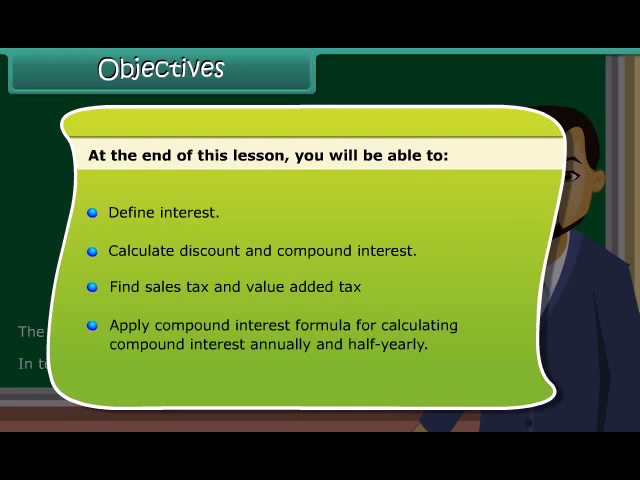 Objectives
At the end of this lesson, you will be able to:
Define interest.
Calculate discount and compound interest.
Find sales tax and value added tax
Apply compound interest formula for calculating
compound interest annually and half-yearly.
The
In